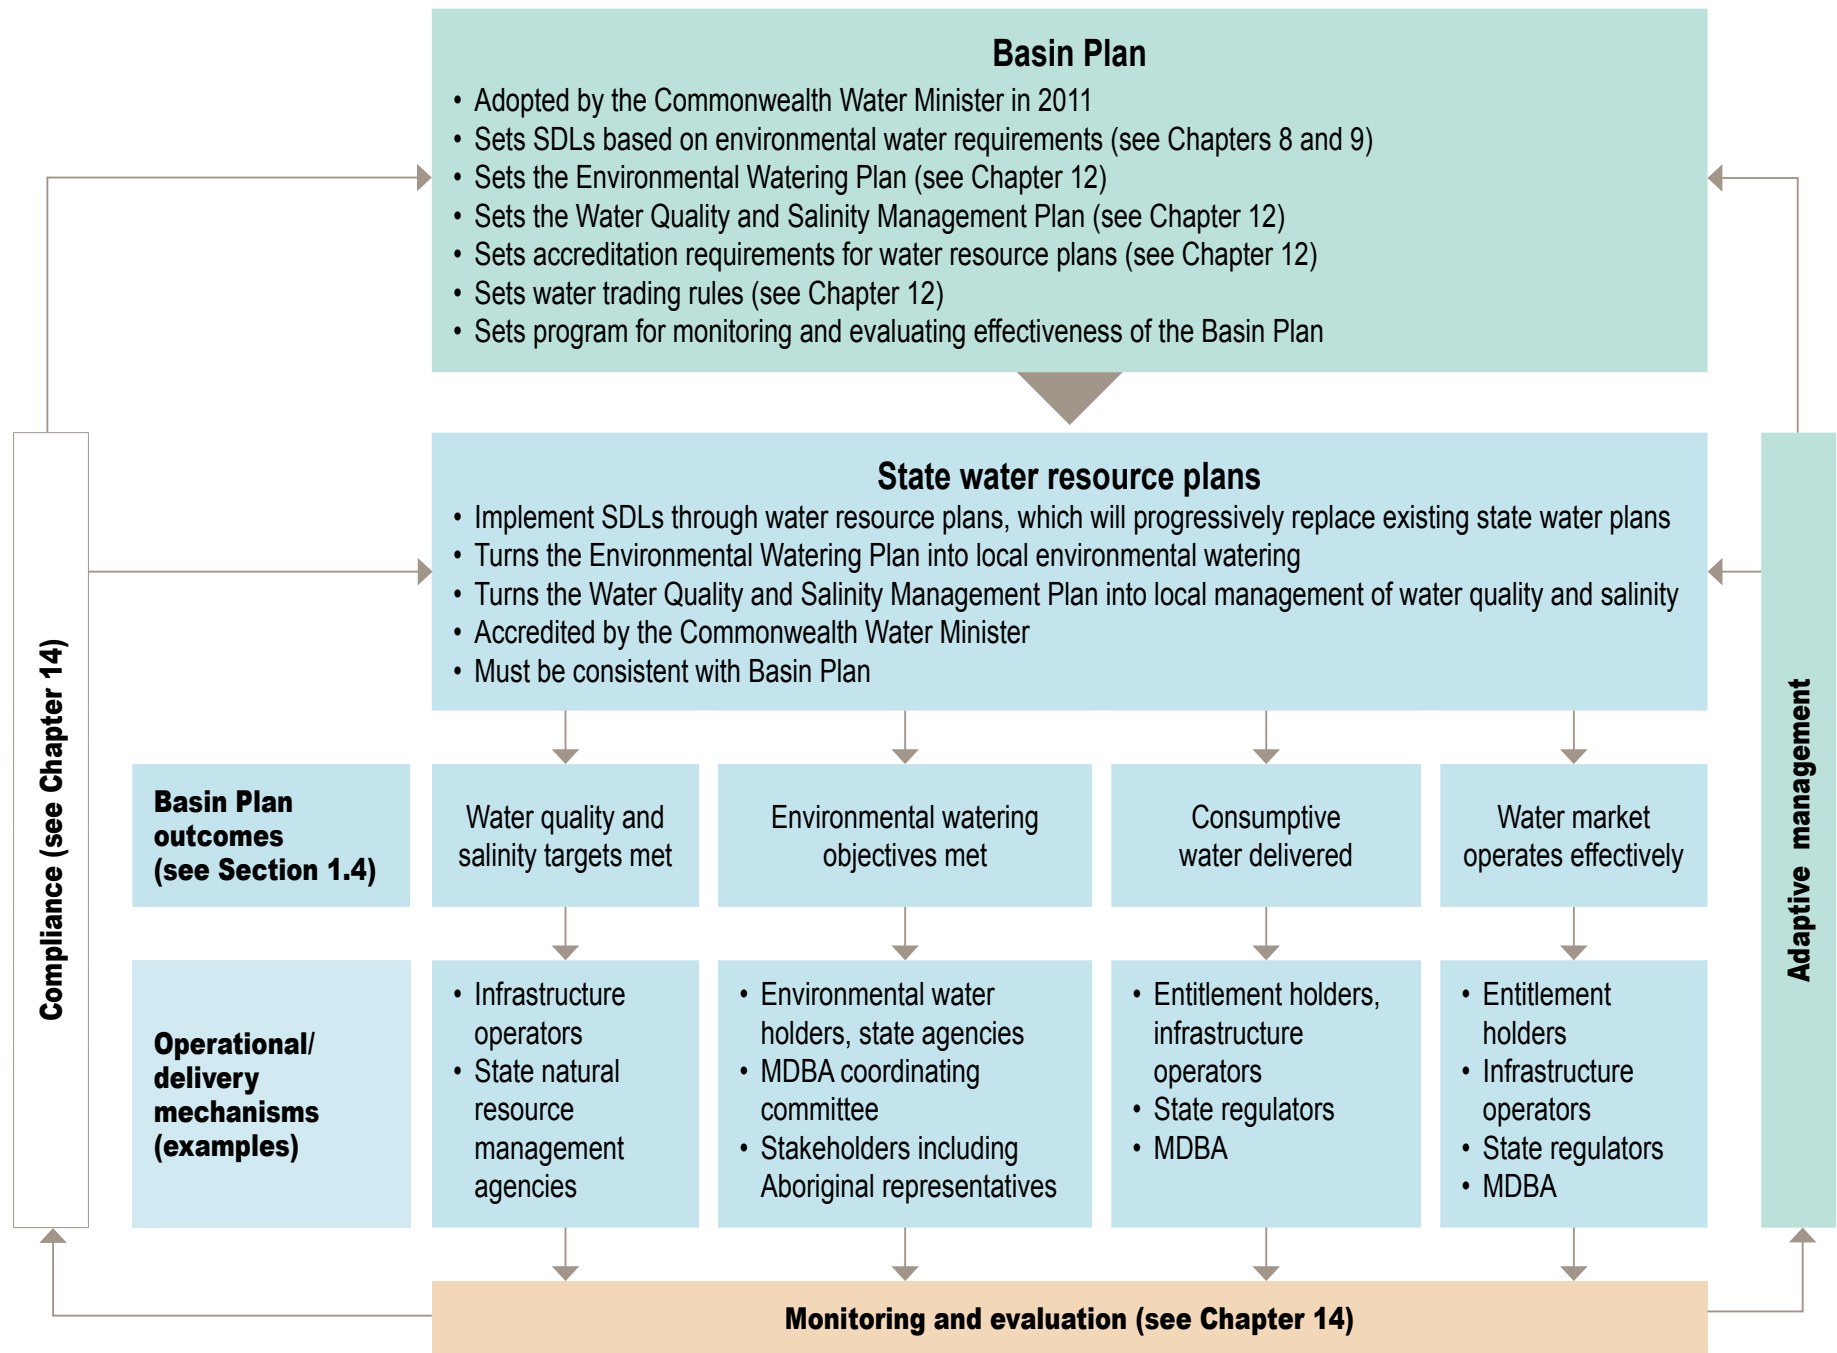 Basin Plan
• Adopted by the Commonwealth Water Minister in 2011
• Sets SDLs based on environmental water requirements (see Chapters 8 and 9)
• Sets the Environmental Watering Plan (see Chapter 12)
• Sets the Water Quality and Salinity Management Plan (see Chapter 12)
• Sets accreditation requirements for water resource plans (see Chapter 12)
• Sets water trading rules (see Chapter 12)
• Sets program for monitoring and evaluating effectiveness of the Basin Plan
Compliance (see Chapter 14)
State water resource plans
• Implement SDLs through water resource plans, which will progressively replace existing state water plans
• Turns the Environmental Watering Plan into local environmental watering
• Turns the Water Quality and Salinity Management Plan into local management of water quality and salinity
• Accredited by the Commonwealth Water Minister
• Must be consistent with Basin Plan
Adaptive management
Basin Plan
outcomes
(see Section 1.4)
Water quality and
salinity targets met
Environmental watering
objectives met
Consumptive
water delivered
Water market
operates effectively
Operational/
delivery
mechanisms
(examples)
• Infrastructure
operators
• State natural
resource
management
agencies
• Environmental water
holders, state agencies
• MDBA coordinating
committee
• Stakeholders including
Aboriginal representatives
• Entitlement holders,
infrastructure
operators
• State regulators
• MDBA
• Entitlement
holders
• Infrastructure
operators
• State regulators
• MDBA
Monitoring and evaluation (see Chapter 14)